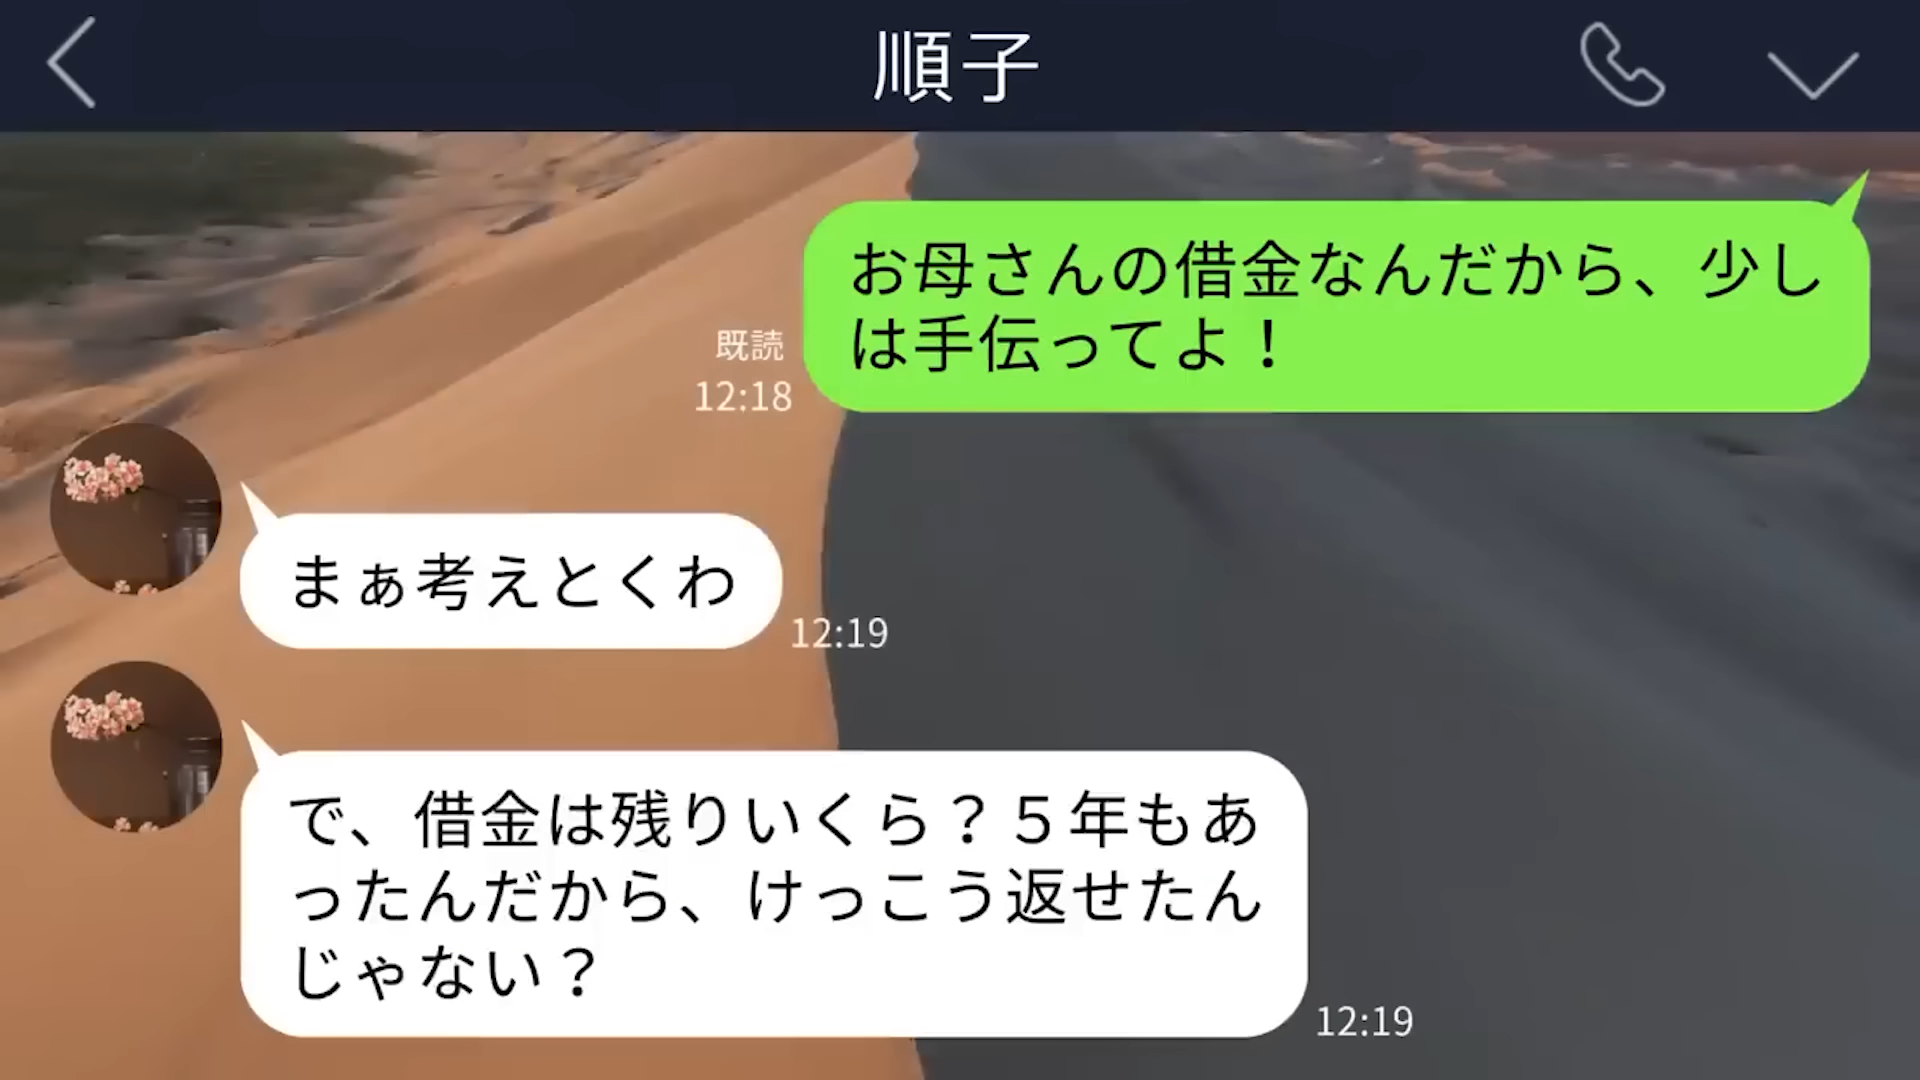 順子
お母さんの借金なんだから、少し
は手伝ってよ！
既読
12:18
まぁ考えとくわ
12:19
で、借金は残りいくら？５年もあ
ったんだから、けっこう返せたん
じゃない？
12:19